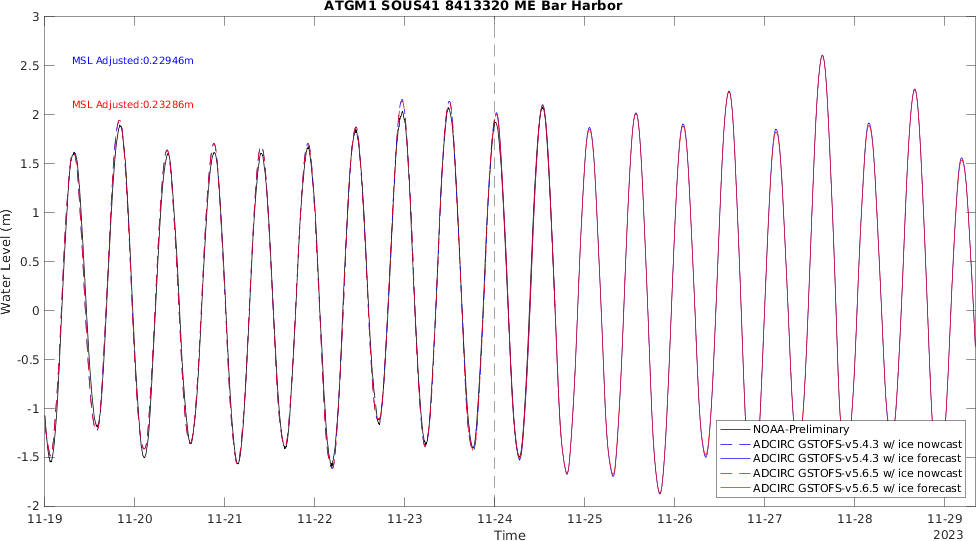 ATGM1 SOUS41 8413320 ME Bar Harbor
3
2.5
2
1.5
1
0.5
0
-0.5
-1
-1.5
-2
Water Level (m)
MSL Adjusted:0.22946m
MSL Adjusted:0.23286m
NOAA-Preliminary
ADCIRC GSTOFS-v5.4.3 w/ ice nowcast
ADCIRC GSTOFS-v5.4.3 w/ ice forecast
ADCIRC GSTOFS-v5.6.5 w/ ice nowcast
ADCIRC GSTOFS-v5.6.5 w/ ice forecast
11-19 11-20 11-21 11-22 11-23 11-24 11-25 11-26 11-27 11-28 11-29
Time 2023